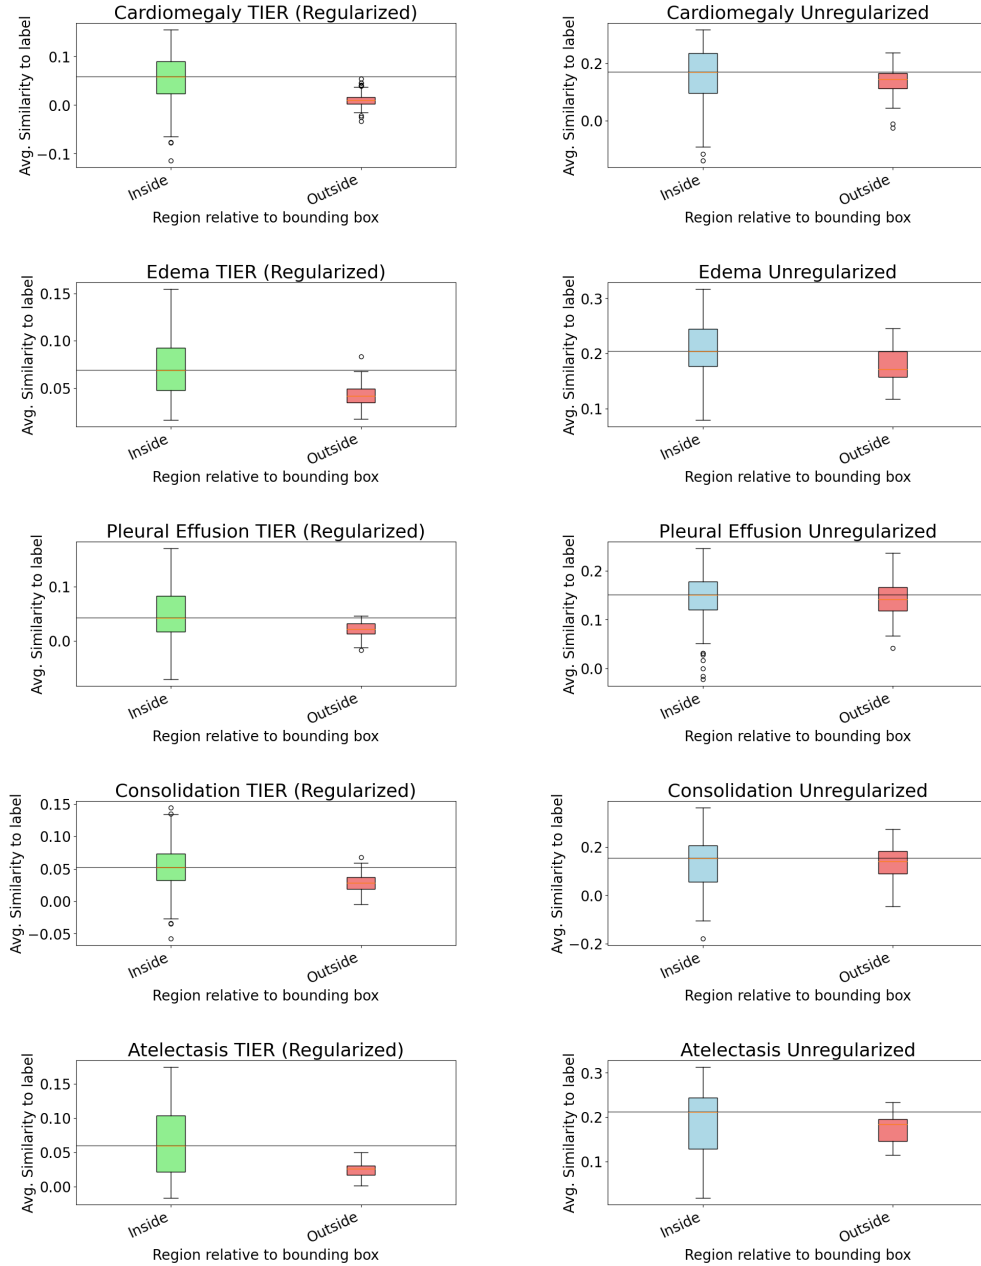 Cardiomegaly TIER (Regularized)
Avg. Similarity to label
0.1
0.0
−0.1
Inside
Outside
Region relative to bounding box
Cardiomegaly Unregularized
Avg. Similarity to label
0.2
0.0
Inside
Outside
Region relative to bounding box
Edema TIER (Regularized)
Avg. Similarity to label
0.15
0.10
0.05
Inside
Outside
Region relative to bounding box
Edema Unregularized
Avg. Similarity to label
0.3
0.2
0.1
Inside
Outside
Region relative to bounding box
Pleural Effusion TIER (Regularized)
Avg. Similarity to label
0.1
0.0
Inside
Outside
Region relative to bounding box
Pleural Effusion Unregularized
Avg. Similarity to label
0.2
0.1
0.0
Inside
Outside
Region relative to bounding box
Consolidation TIER (Regularized)
Avg. Similarity to label
0.15
0.10
0.05
0.00
−0.05
Inside
Outside
Region relative to bounding box
Consolidation Unregularized
Avg. Similarity to label
0.2
0.0
−0.2
Inside
Outside
Region relative to bounding box
Atelectasis TIER (Regularized)
Avg. Similarity to label
0.15
0.10
0.05
0.00
Inside
Outside
Region relative to bounding box
Atelectasis Unregularized
Avg. Similarity to label
0.3
0.2
0.1
Inside
Outside
Region relative to bounding box